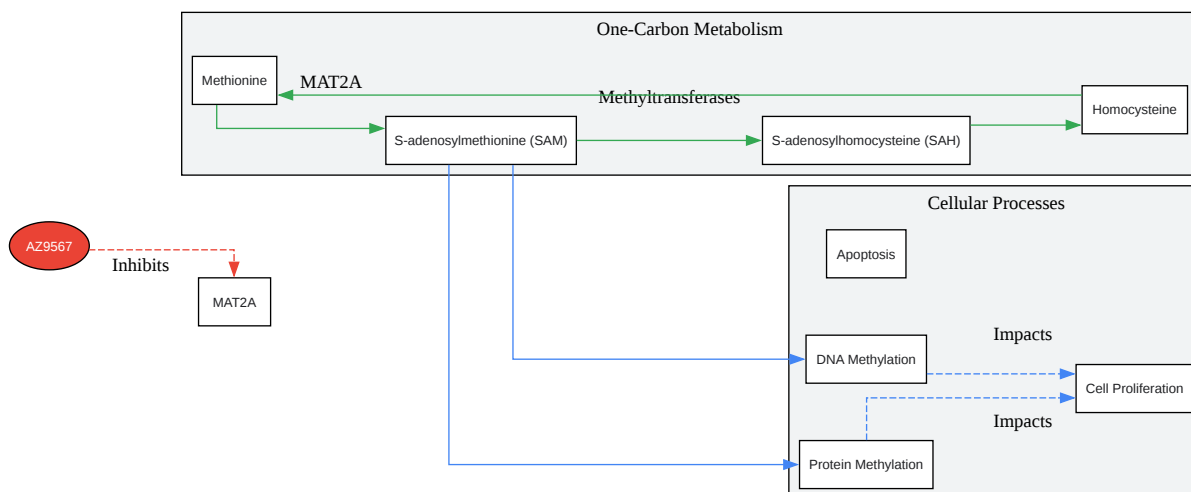 One-Carbon Metabolism
Methionine
MAT2A
Methyltransferases
Homocysteine
S-adenosylmethionine (SAM)
S-adenosylhomocysteine (SAH)
Cellular Processes
AZ9567
Inhibits
MAT2A
Apoptosis
Impacts
DNA Methylation
Cell Proliferation
Impacts
Protein Methylation